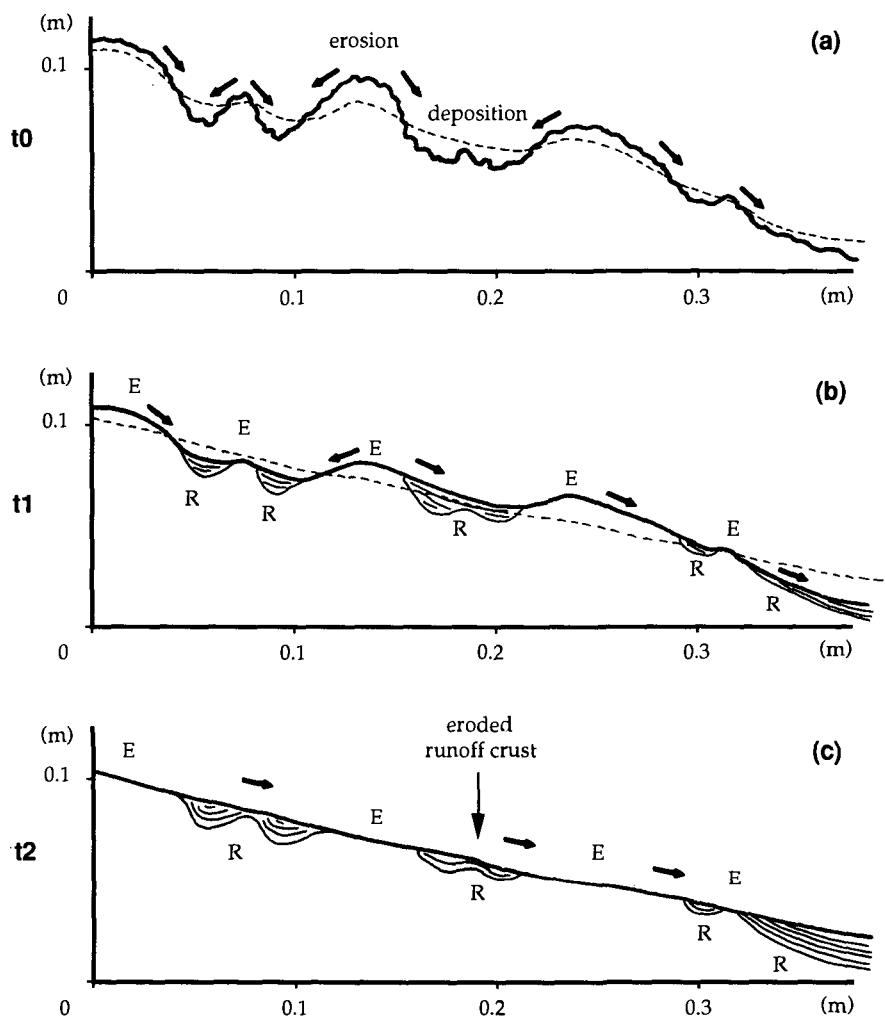 (m)
(a)
erosion
0.1
deposition
t0
0 0.1 0.2 0.3 (m)
(m)
(b)
E
0.1
E
E
E
R
R
t1
R
E
R
R
0 0.1 0.2 0.3 (m)
(m)
eroded
runoff crust
(c)
E
0.1
E
t2
R
E
R
E
R
R
0 0.1 0.2 0.3 (m)